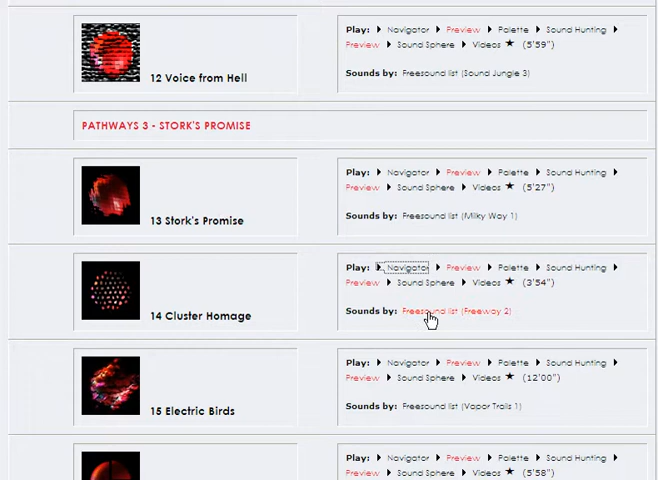 Play: Navigator Preview Palette Sound Hunting
Preview Sound Sphere Videos ★ (5'59")
12 Voice from Hell
Sounds by: Freesound list (Sound Jungle 3)
PATHWAYS 3 - STORK'S PROMISE
Play: Navigator Preview Palette Sound Hunting
Preview Sound Sphere Videos ★ (5'27")
13 Stork's Promise
Sounds by: Freesound list (Milky Way 1)
Play: Navigator Preview Palette Sound Hunting
Preview Sound Sphere Videos ★ (3'54")
14 Cluster Homage
Sounds by: Freesound list (Freeway 2)
Play: Navigator Preview Palette Sound Hunting
Preview Sound Sphere Videos ★ (12'00")
15 Electric Birds
Sounds by: Freesound list (Vapor Trails 1)
Play: Navigator Preview Palette Sound Hunting
Preview Sound Sphere Videos ★ (5'58")